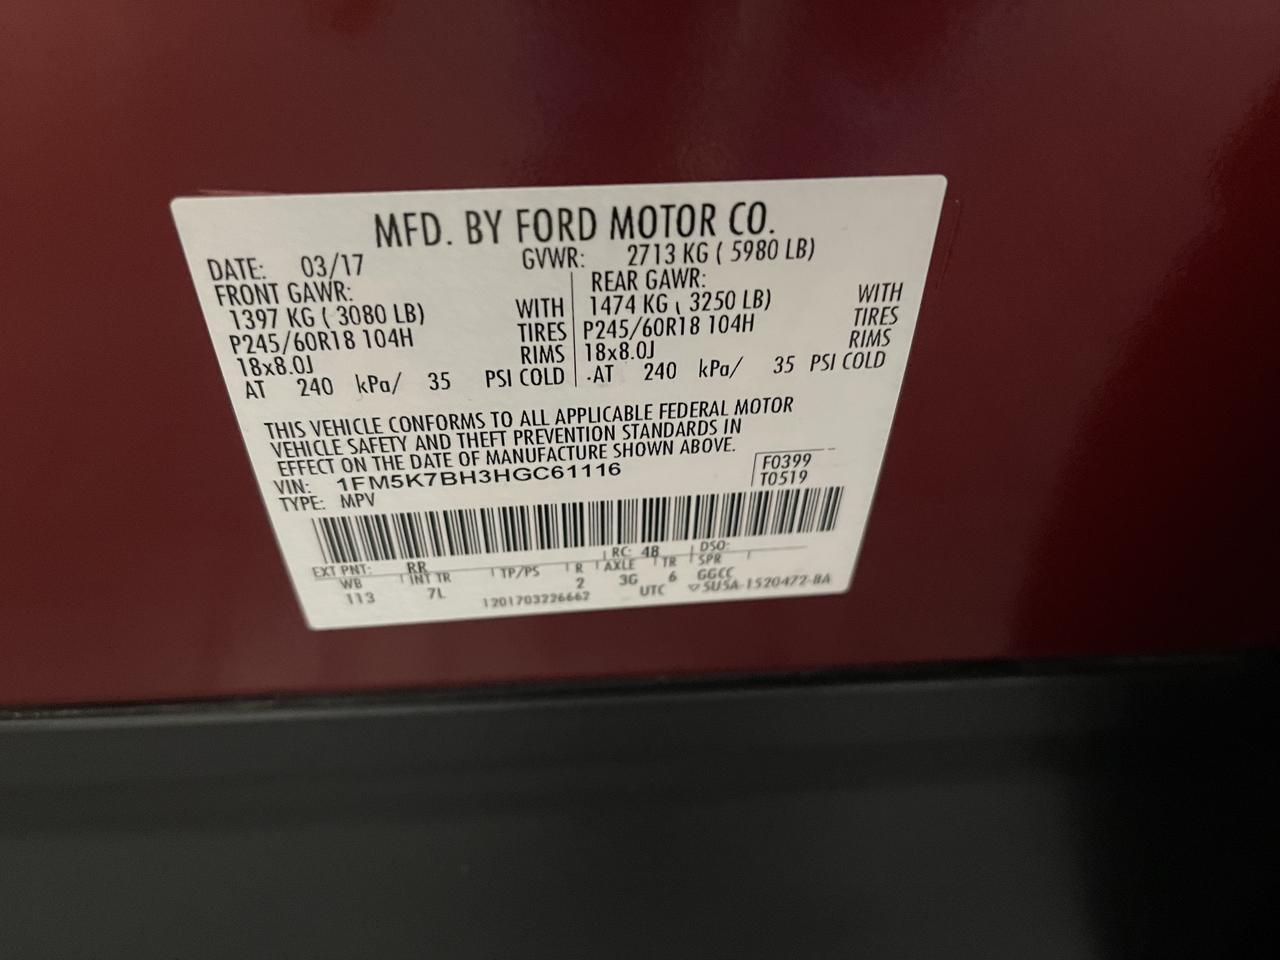 MFD. BY FORD MOTOR CO.
DATE: 03/17 GVWR: 2713 KG ( 5980 LB)
FRONT GAWR: REAR GAWR:
1397 KG ( 3080 LB) WITH 1474 KG ( 3250 LB) WITH
P245/60R18 104H TIRES P245/60R18 104H TIRES
18x8.0J RIMS 18x8.0J RIMS
AT 240 kPa/ 35 PSI COLD AT 240 kPa/ 35 PSI COLD
THIS VEHICLE CONFORMS TO ALL APPLICABLE FEDERAL MOTOR
VEHICLE SAFETY AND THEFT PREVENTION STANDARDS IN
EFFECT ON THE DATE OF MANUFACTURE SHOWN ABOVE.
VIN: 1FM5K7BH3HGC61116 F0399
TYPE: MPV T0519
EXT PNT: RR RC: 48 DSO:
WB INT TR TP/PS R AXLE TR SPR
113 7L 2 3G 6 GGCC
1201703226662 UTC ▽SU5A-1520472-BA